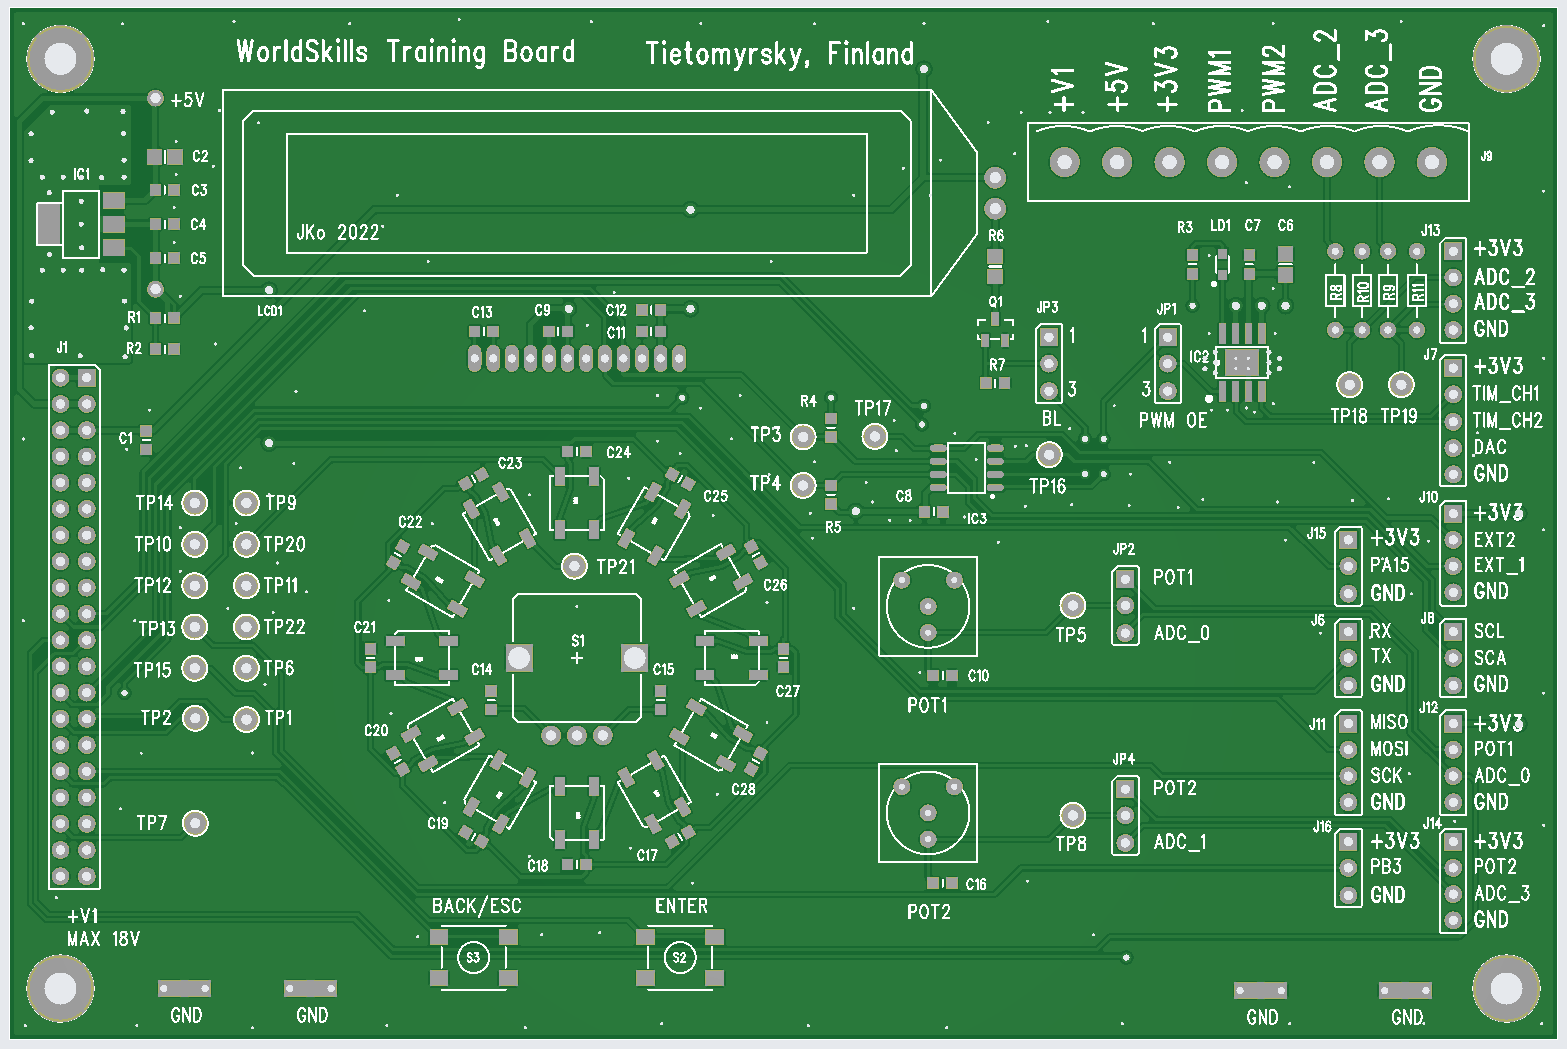 WorldSkills Training Board
Tietomyrsky, Finland
+V1
+5V
+3V3
PWM1
PWM2
ADC_2
ADC_3
GND
J9
+5V
C2
IC1
C3
C4
C5
JKo 2022
LCD1
R1
R2
J1
C13
C9
C12
C11
R6
Q1
R7
R3
LD1
C7
C6
J13
+3V3
ADC_2
ADC_3
GND
R8
R10
R9
R11
JP3
1
3
BL
JP1
1
3
PWM OE
IC2
TP18
TP19
J7
+3V3
TIM_CH1
TIM_CH2
DAC
GND
C1
R4
TP17
TP3
TP4
R5
C8
IC3
TP16
C24
C23
C25
C22
C26
TP21
C21
S1
C14
C15
C27
C20
C28
C19
C18
C17
TP14
TP9
TP10
TP20
TP12
TP11
TP13
TP22
TP15
TP6
TP2
TP1
TP7
JP2
POT1
ADC_0
TP5
C10
POT1
JP4
POT2
ADC_1
TP8
C16
POT2
J15
+3V3
PA15
GND
J10
+3V3
EXT2
EXT_1
GND
J6
RX
TX
GND
J8
SCL
SCA
GND
J11
MISO
MOSI
SCK
GND
J12
+3V3
POT1
ADC_0
GND
J16
+3V3
PB3
GND
J14
+3V3
POT2
ADC_3
GND
+V1
MAX 18V
BACK/ESC
S3
ENTER
S2
GND
GND
GND
GND